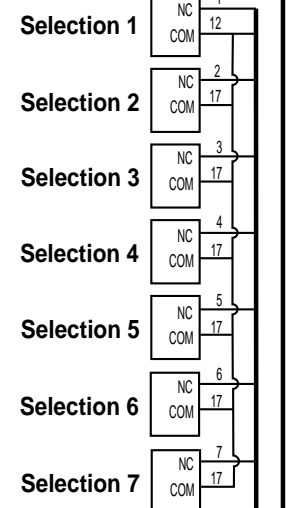 1
NC
Selection 1
12
COM
2
NC
Selection 2
17
COM
3
NC
Selection 3
17
COM
4
NC
Selection 4
17
COM
5
NC
Selection 5
17
COM
6
NC
Selection 6
17
COM
7
NC
Selection 7
17
COM